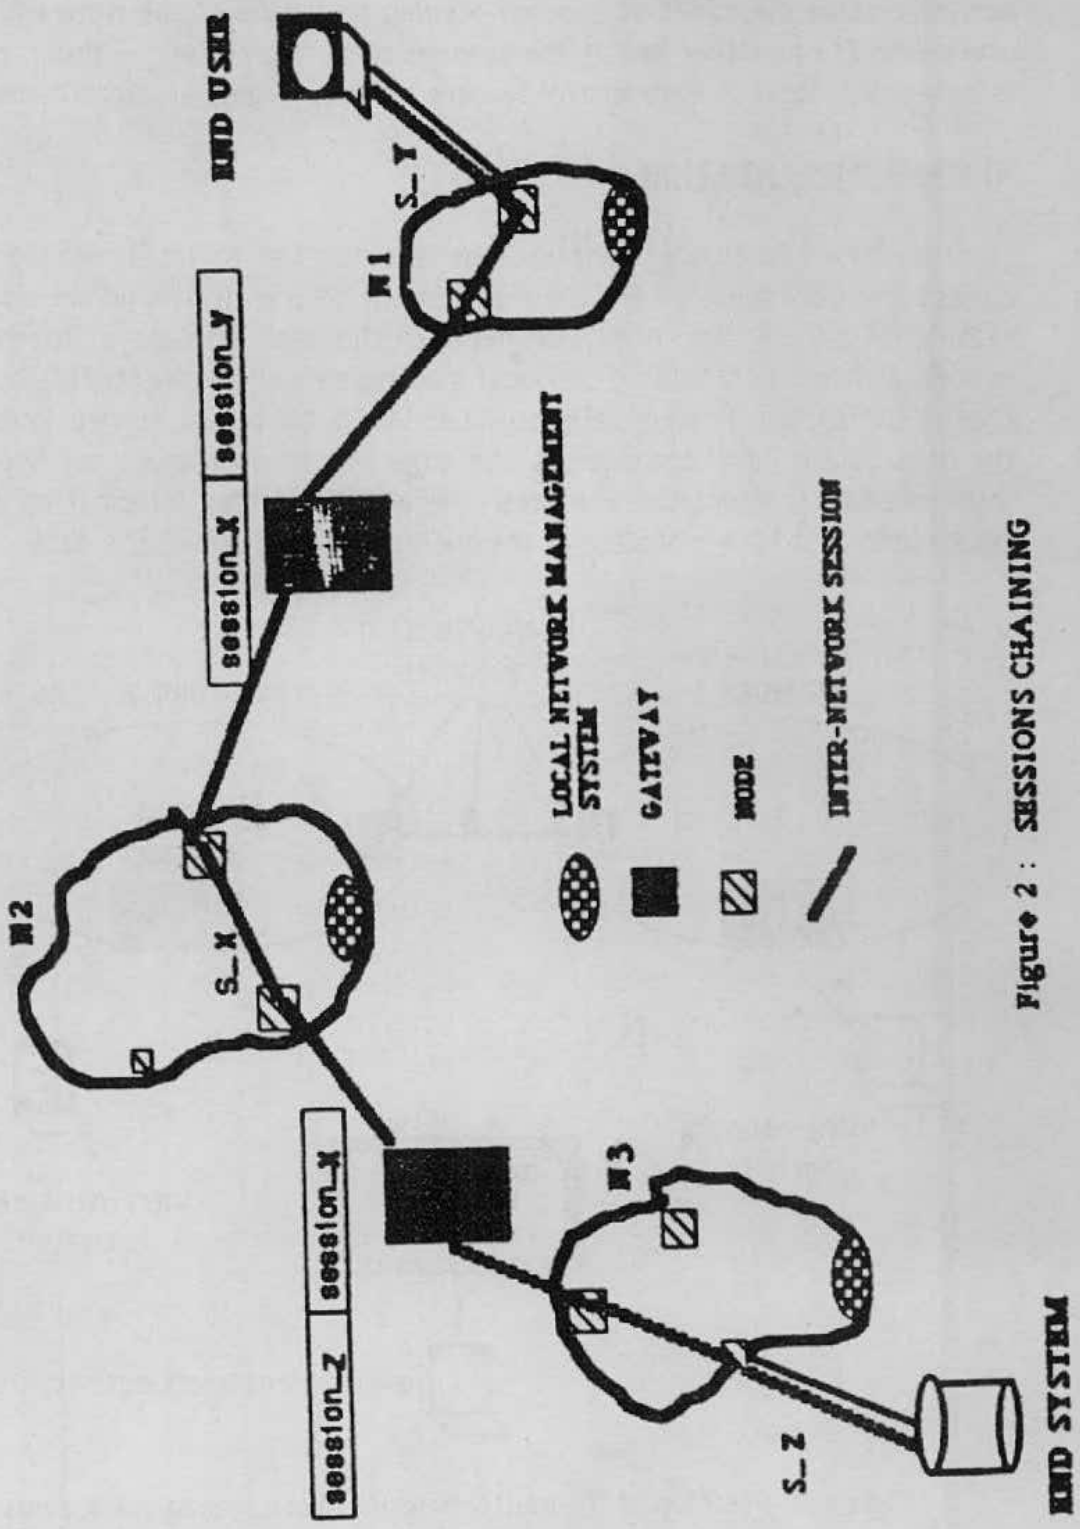 END USER
S_Y
N1
session_X session_y
N2
S_X
session_Z session_X
N3
S_Z
END SYSTEM
LOCAL NETWORK MANAGEMENT
SYSTEM
GATEWAY
NODE
INTER-NETWORK SESSION
Figure 2 : SESSIONS CHAINING